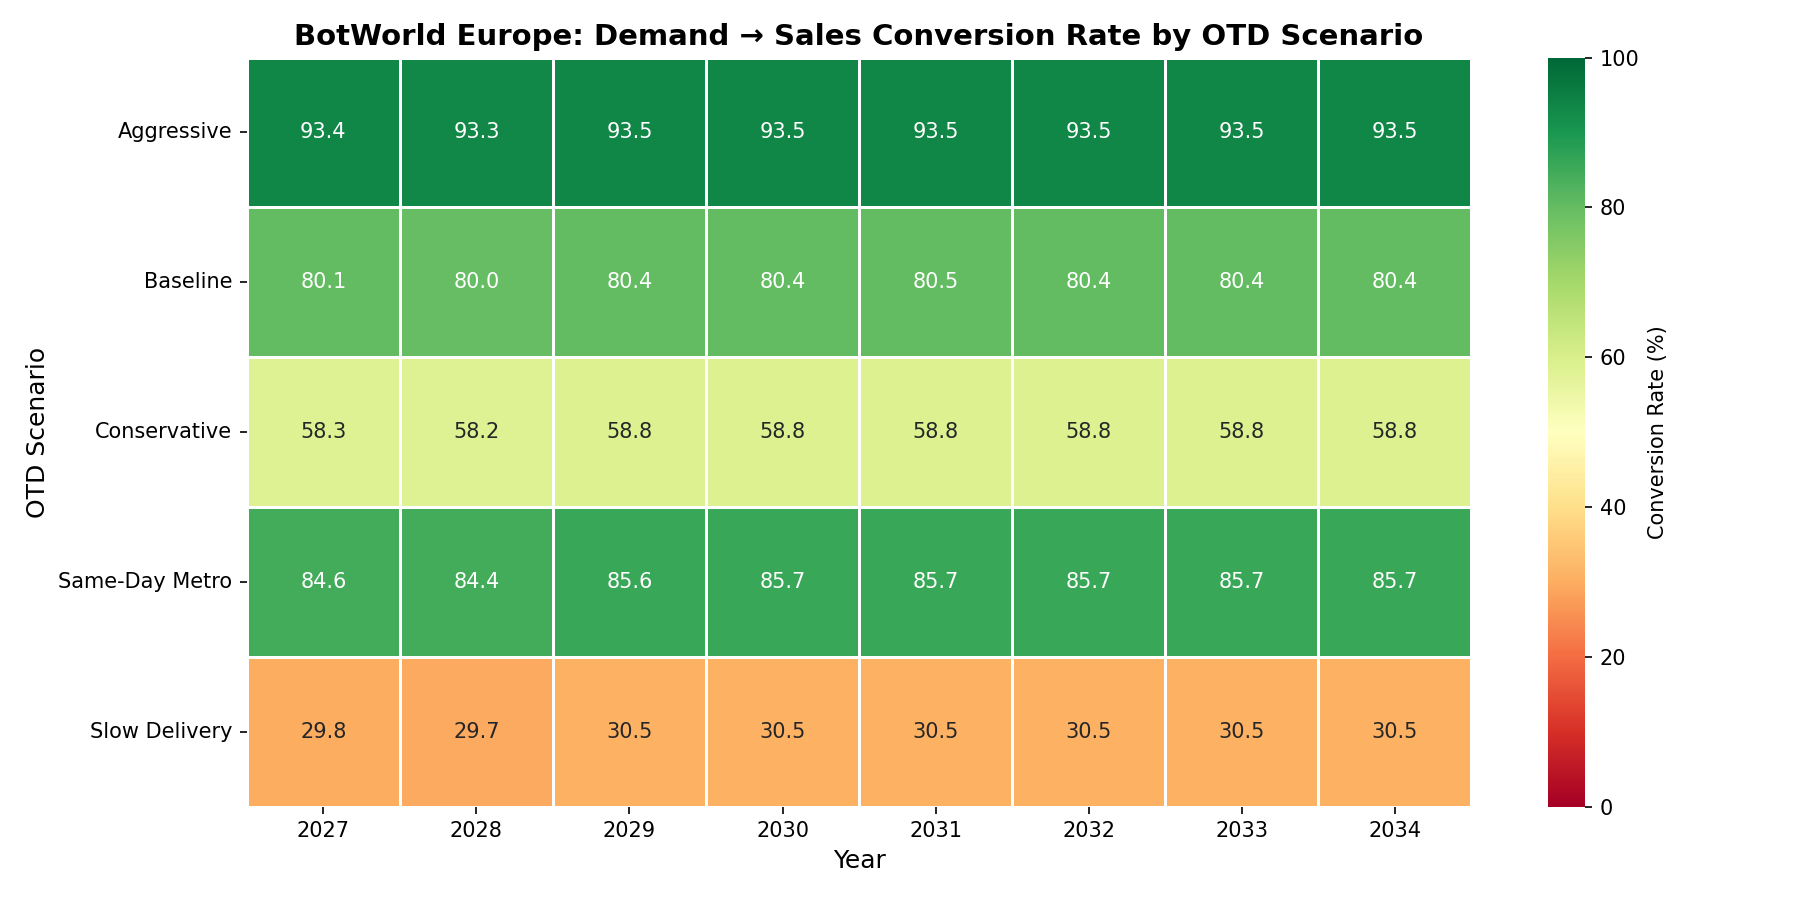 BotWorld Europe: Demand → Sales Conversion Rate by OTD Scenario
OTD Scenario
Aggressive 93.4 93.3 93.5 93.5 93.5 93.5 93.5 93.5
Baseline 80.1 80.0 80.4 80.4 80.5 80.4 80.4 80.4
Conservative 58.3 58.2 58.8 58.8 58.8 58.8 58.8 58.8
Same-Day Metro 84.6 84.4 85.6 85.7 85.7 85.7 85.7 85.7
Slow Delivery 29.8 29.7 30.5 30.5 30.5 30.5 30.5 30.5
2027 2028 2029 2030 2031 2032 2033 2034
Year
100
80
60
40
20
0
Conversion Rate (%)